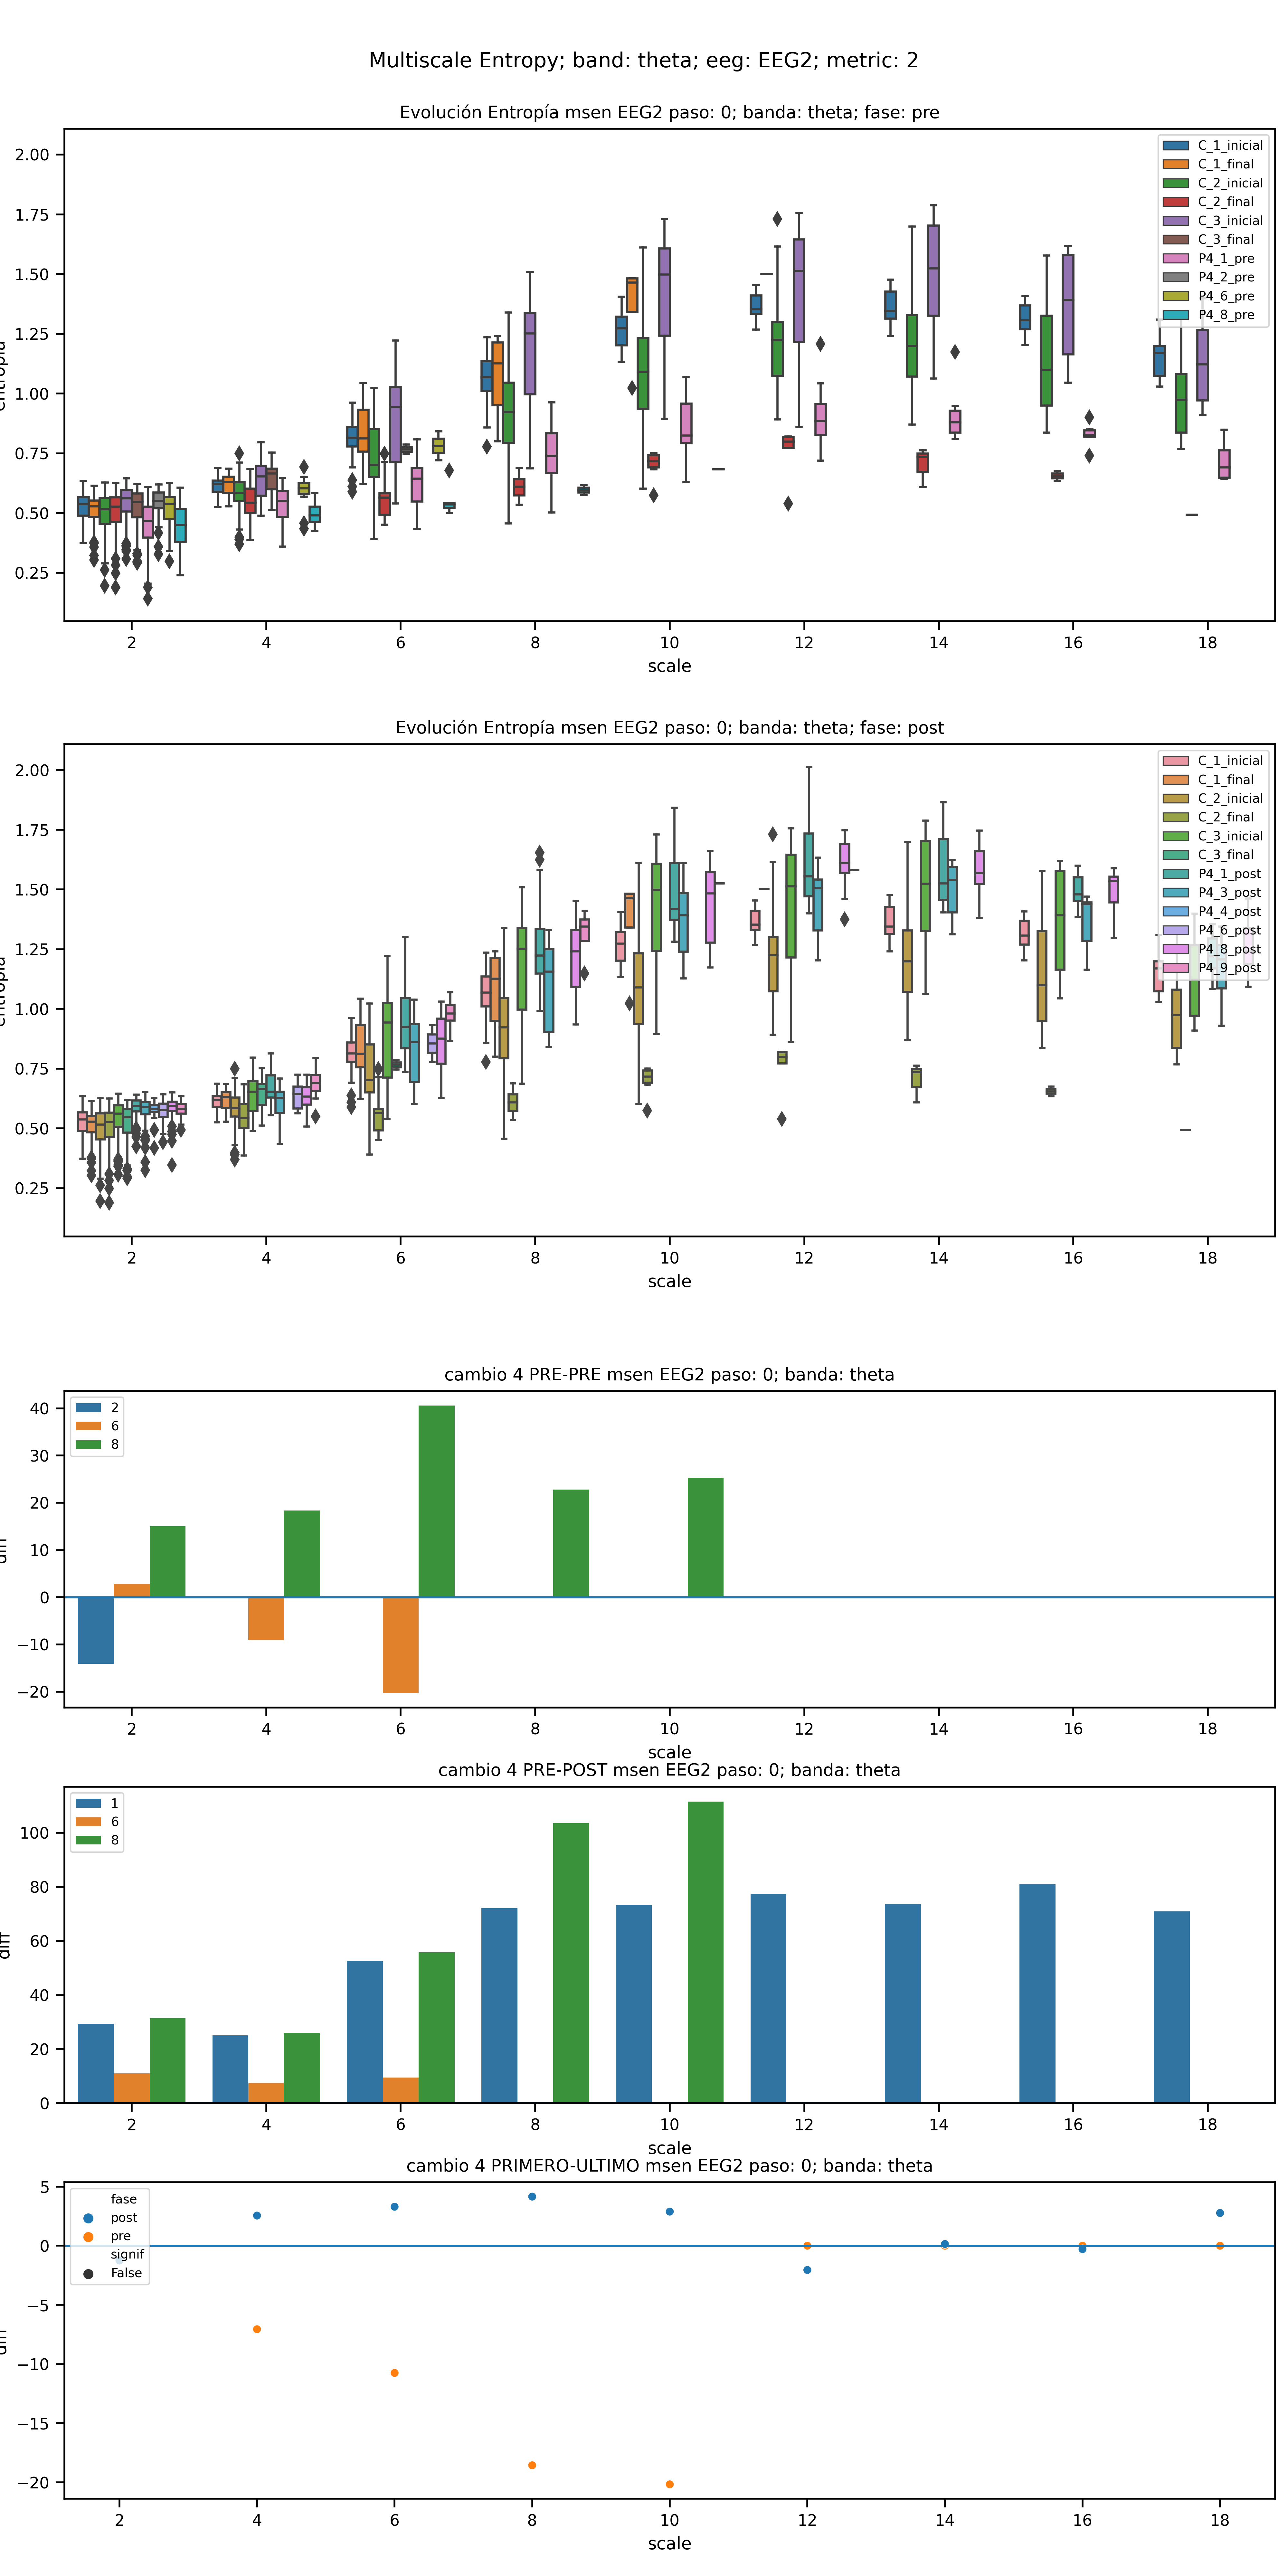 Multiscale Entropy; band: theta; eeg: EEG2; metric: 2
Evolución Entropía msen EEG2 paso: 0; banda: theta; fase: pre
2.00
1.75
1.50
1.25
1.00
0.75
0.50
0.25
C_1_inicial
C_1_final
C_2_inicial
C_2_final
C_3_inicial
C_3_final
P4_1_pre
P4_2_pre
P4_6_pre
P4_8_pre
2 4 6 8 10 12 14 16 18
scale
Evolución Entropía msen EEG2 paso: 0; banda: theta; fase: post
2.00
1.75
1.50
1.25
1.00
0.75
0.50
0.25
C_1_inicial
C_1_final
C_2_inicial
C_2_final
C_3_inicial
C_3_final
P4_1_post
P4_3_post
P4_4_post
P4_6_post
P4_8_post
P4_9_post
2 4 6 8 10 12 14 16 18
scale
cambio 4 PRE-PRE msen EEG2 paso: 0; banda: theta
40
30
20
10
0
−10
−20
2
6
8
2 4 6 8 10 12 14 16 18
scale
cambio 4 PRE-POST msen EEG2 paso: 0; banda: theta
100
80
60
40
20
0
diff
1
6
8
2 4 6 8 10 12 14 16 18
scale
cambio 4 PRIMERO-ULTIMO msen EEG2 paso: 0; banda: theta
5
0
−5
−10
−15
−20
fase
post
pre
signif
False
2 4 6 8 10 12 14 16 18
scale